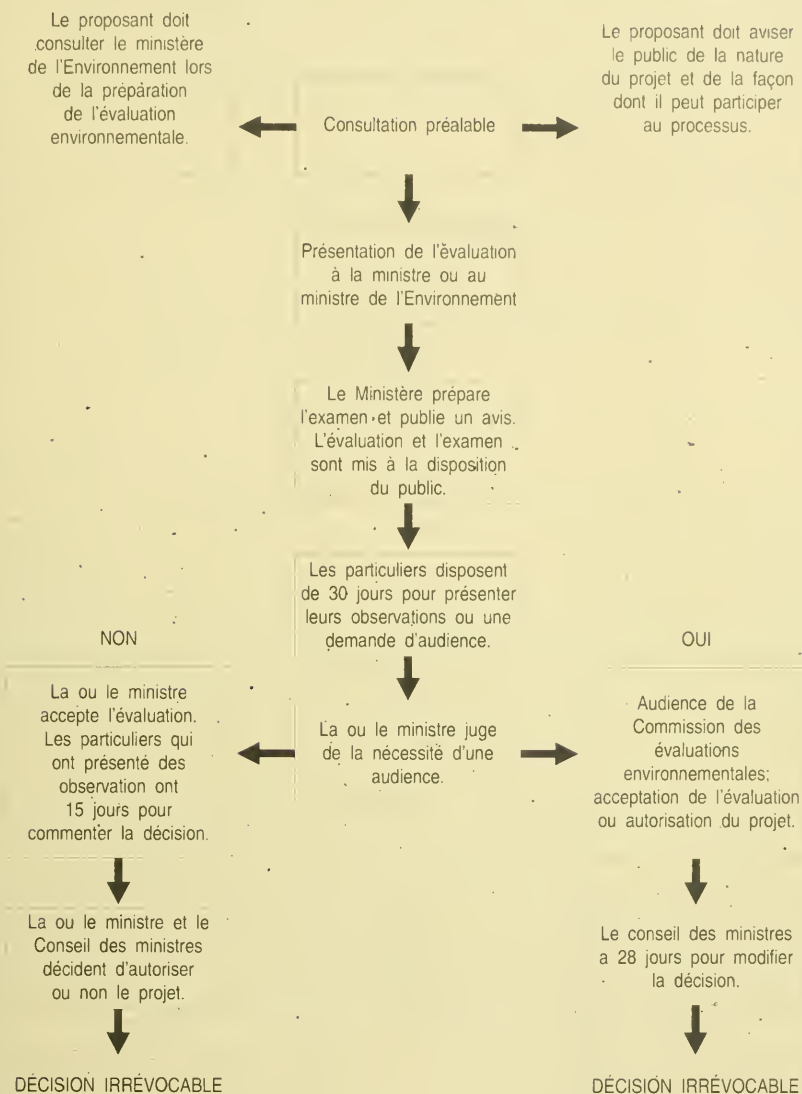 Le proposant doit
consulter le ministère
de l'Environnement lors
de la préparation
de l'évaluation
environnementale.
Consultation préalable
Le proposant doit aviser
le public de la nature
du projet et de la façon
dont il peut participer
au processus.
Présentation de l'évaluation
à la ministre ou au
ministre de l'Environnement
Le Ministère prépare
l'examen et publie un avis.
L'évaluation et l'examen
sont mis à la disposition
du public.
Les particuliers disposent
de 30 jours pour présenter
leurs observations ou une
demande d'audience.
La ou le ministre juge
de la nécessité d'une
audience.
NON
La ou le ministre
accepte l'évaluation.
Les particuliers qui
ont présenté des
observation ont
15 jours pour
commenter la décision.
La ou le ministre et le
Conseil des ministres
décident d'autoriser
ou non le projet.
DÉCISION IRRÉVOCABLE
OUI
Audience de la
Commission des
évaluations
environnementales;
acceptation de l'évaluation
ou autorisation du projet.
Le conseil des ministres
a 28 jours pour modifier
la décision.
DÉCISION IRRÉVOCABLE